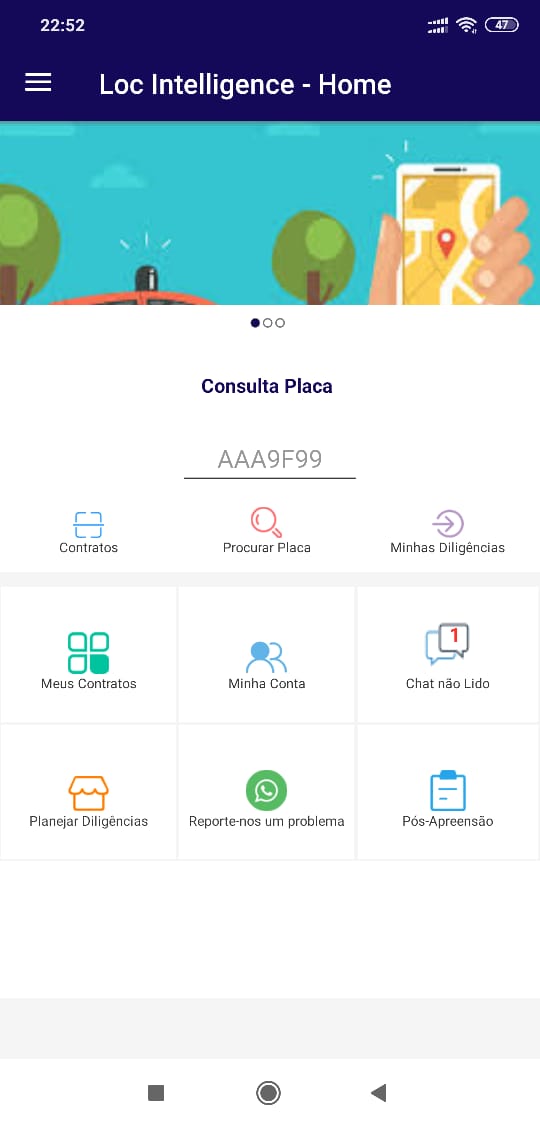 22:52
47
Loc Intelligence - Home
Consulta Placa
AAA9F99
Contratos
Procurar Placa
Minhas Diligências
Meus Contratos
Minha Conta
1
Chat não Lido
Planejar Diligências
Reporte-nos um problema
Pós-Apreensão